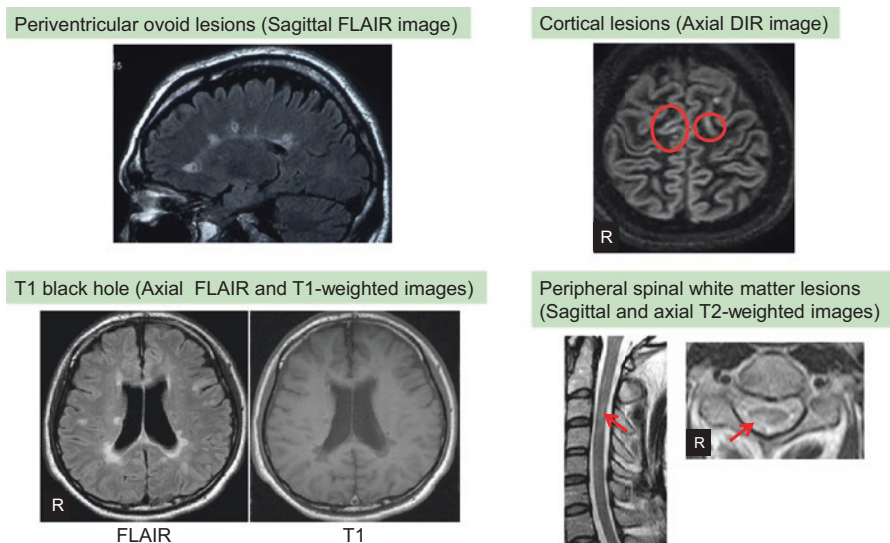 Periventricular ovoid lesions (Sagittal FLAIR image)
15
Cortical lesions (Axial DIR image)
R
T1 black hole (Axial FLAIR and T1-weighted images)
R
FLAIR
T1
Peripheral spinal white matter lesions
(Sagittal and axial T2-weighted images)
R